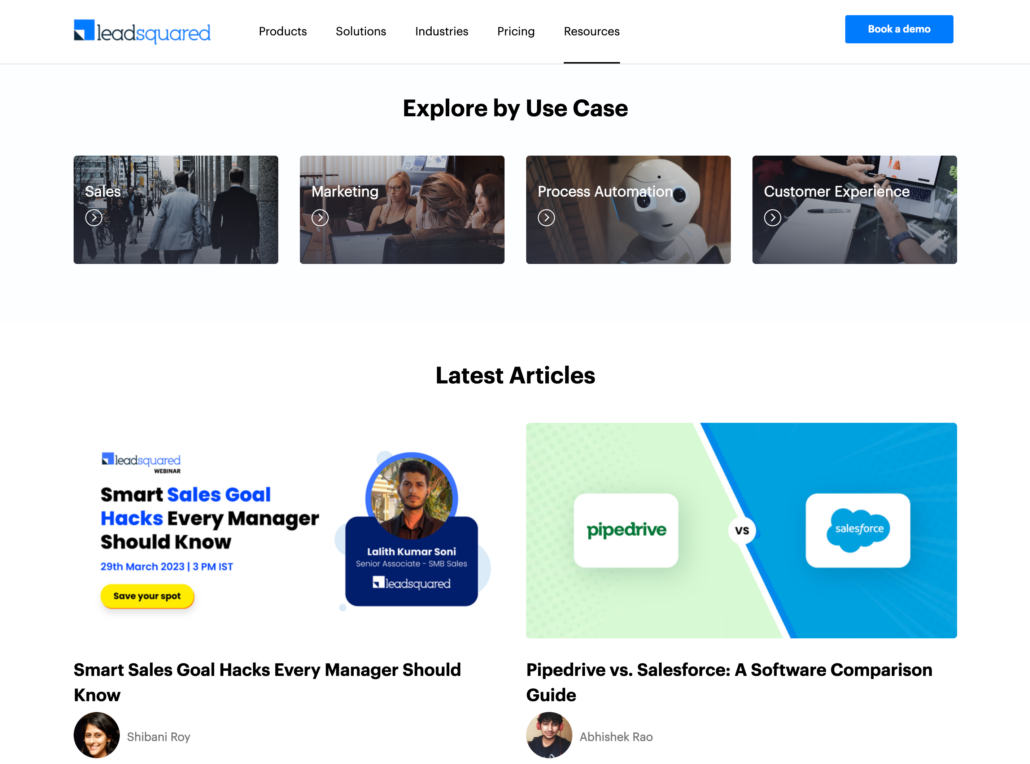 leadsquared
Products Solutions Industries Pricing Resources
Book a demo
Explore by Use Case
Sales
Marketing
Process Automation
Customer Experience
Latest Articles
leadsquared
WEBINAR
Smart Sales Goal
Hacks Every Manager
Should Know
29th March 2023 | 3 PM IST
Save your spot
Lalith Kumar Soni
Senior Associate - SMB Sales
leadsquared
pipedrive
VS
salesforce
Smart Sales Goal Hacks Every Manager Should
Know
Shibani Roy
Pipedrive vs. Salesforce: A Software Comparison
Guide
Abhishek Rao